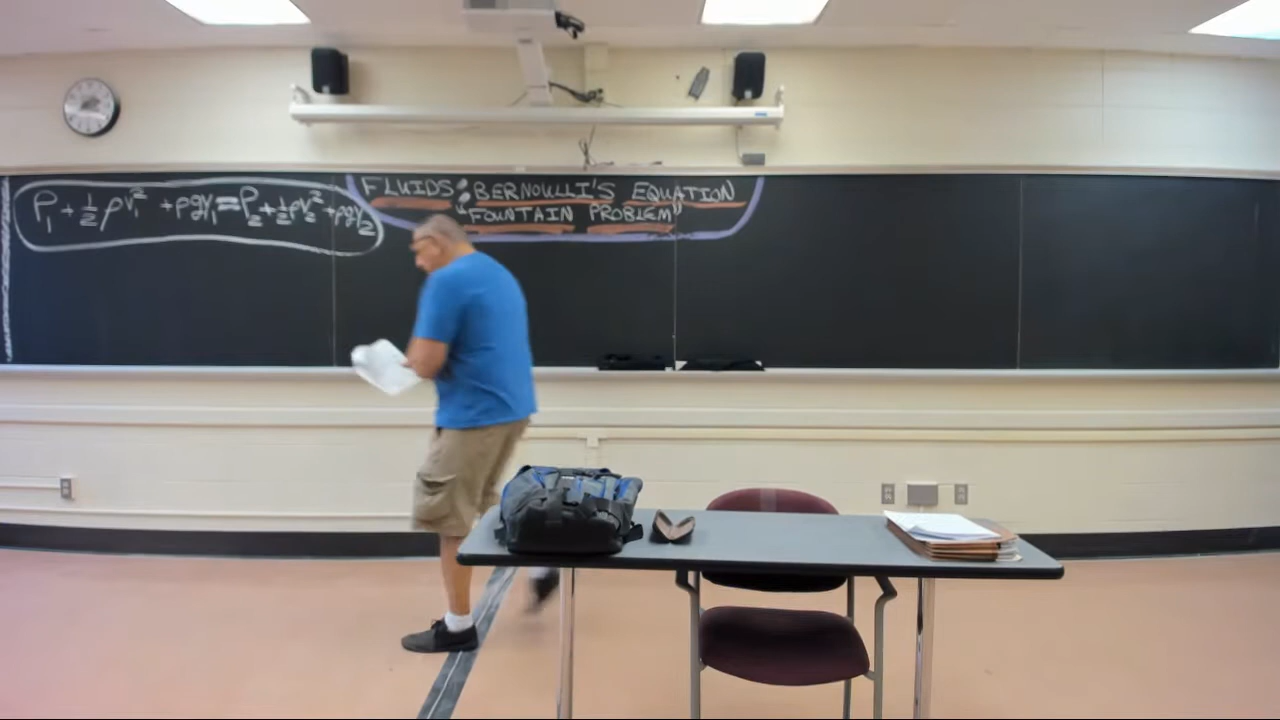 P₁ + ½ρv₁² + ρgy₁ = P₂ + ½ρv₂² + ρgy₂
FLUIDS: BERNOULLI'S EQUATION
"FOUNTAIN PROBLEM"